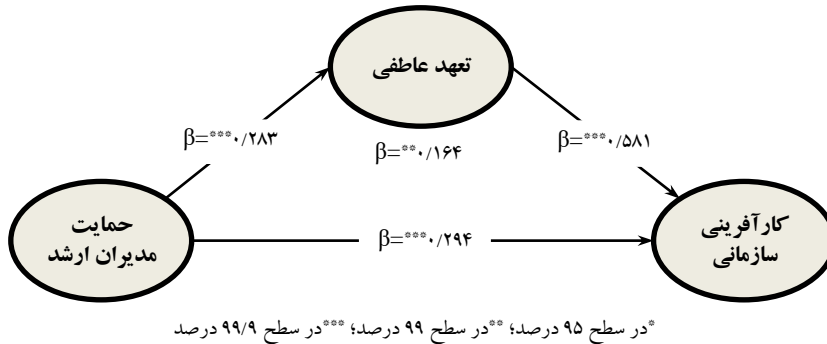 تعهد عاطفی
β=***۰/۲۸۳
β=**۰/۱۶۴
β=***۰/۵۸۱
حمایت
مدیران ارشد
β=***۰/۲۹۴
کارآفرینی
سازمانی
*در سطح ۹۵ درصد؛ **در سطح ۹۹ درصد؛ ***در سطح ۹۹/۹ درصد